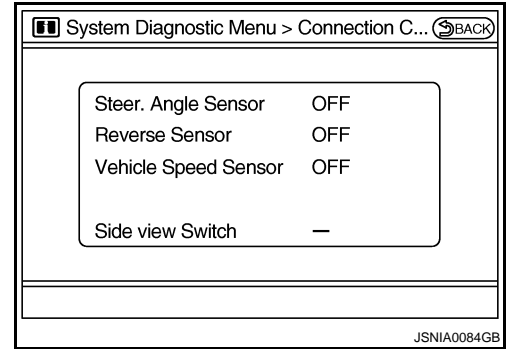 System Diagnostic Menu > Connection C... BACK
Steer. Angle Sensor OFF
Reverse Sensor OFF
Vehicle Speed Sensor OFF
Side view Switch —
JSNIA0084GB